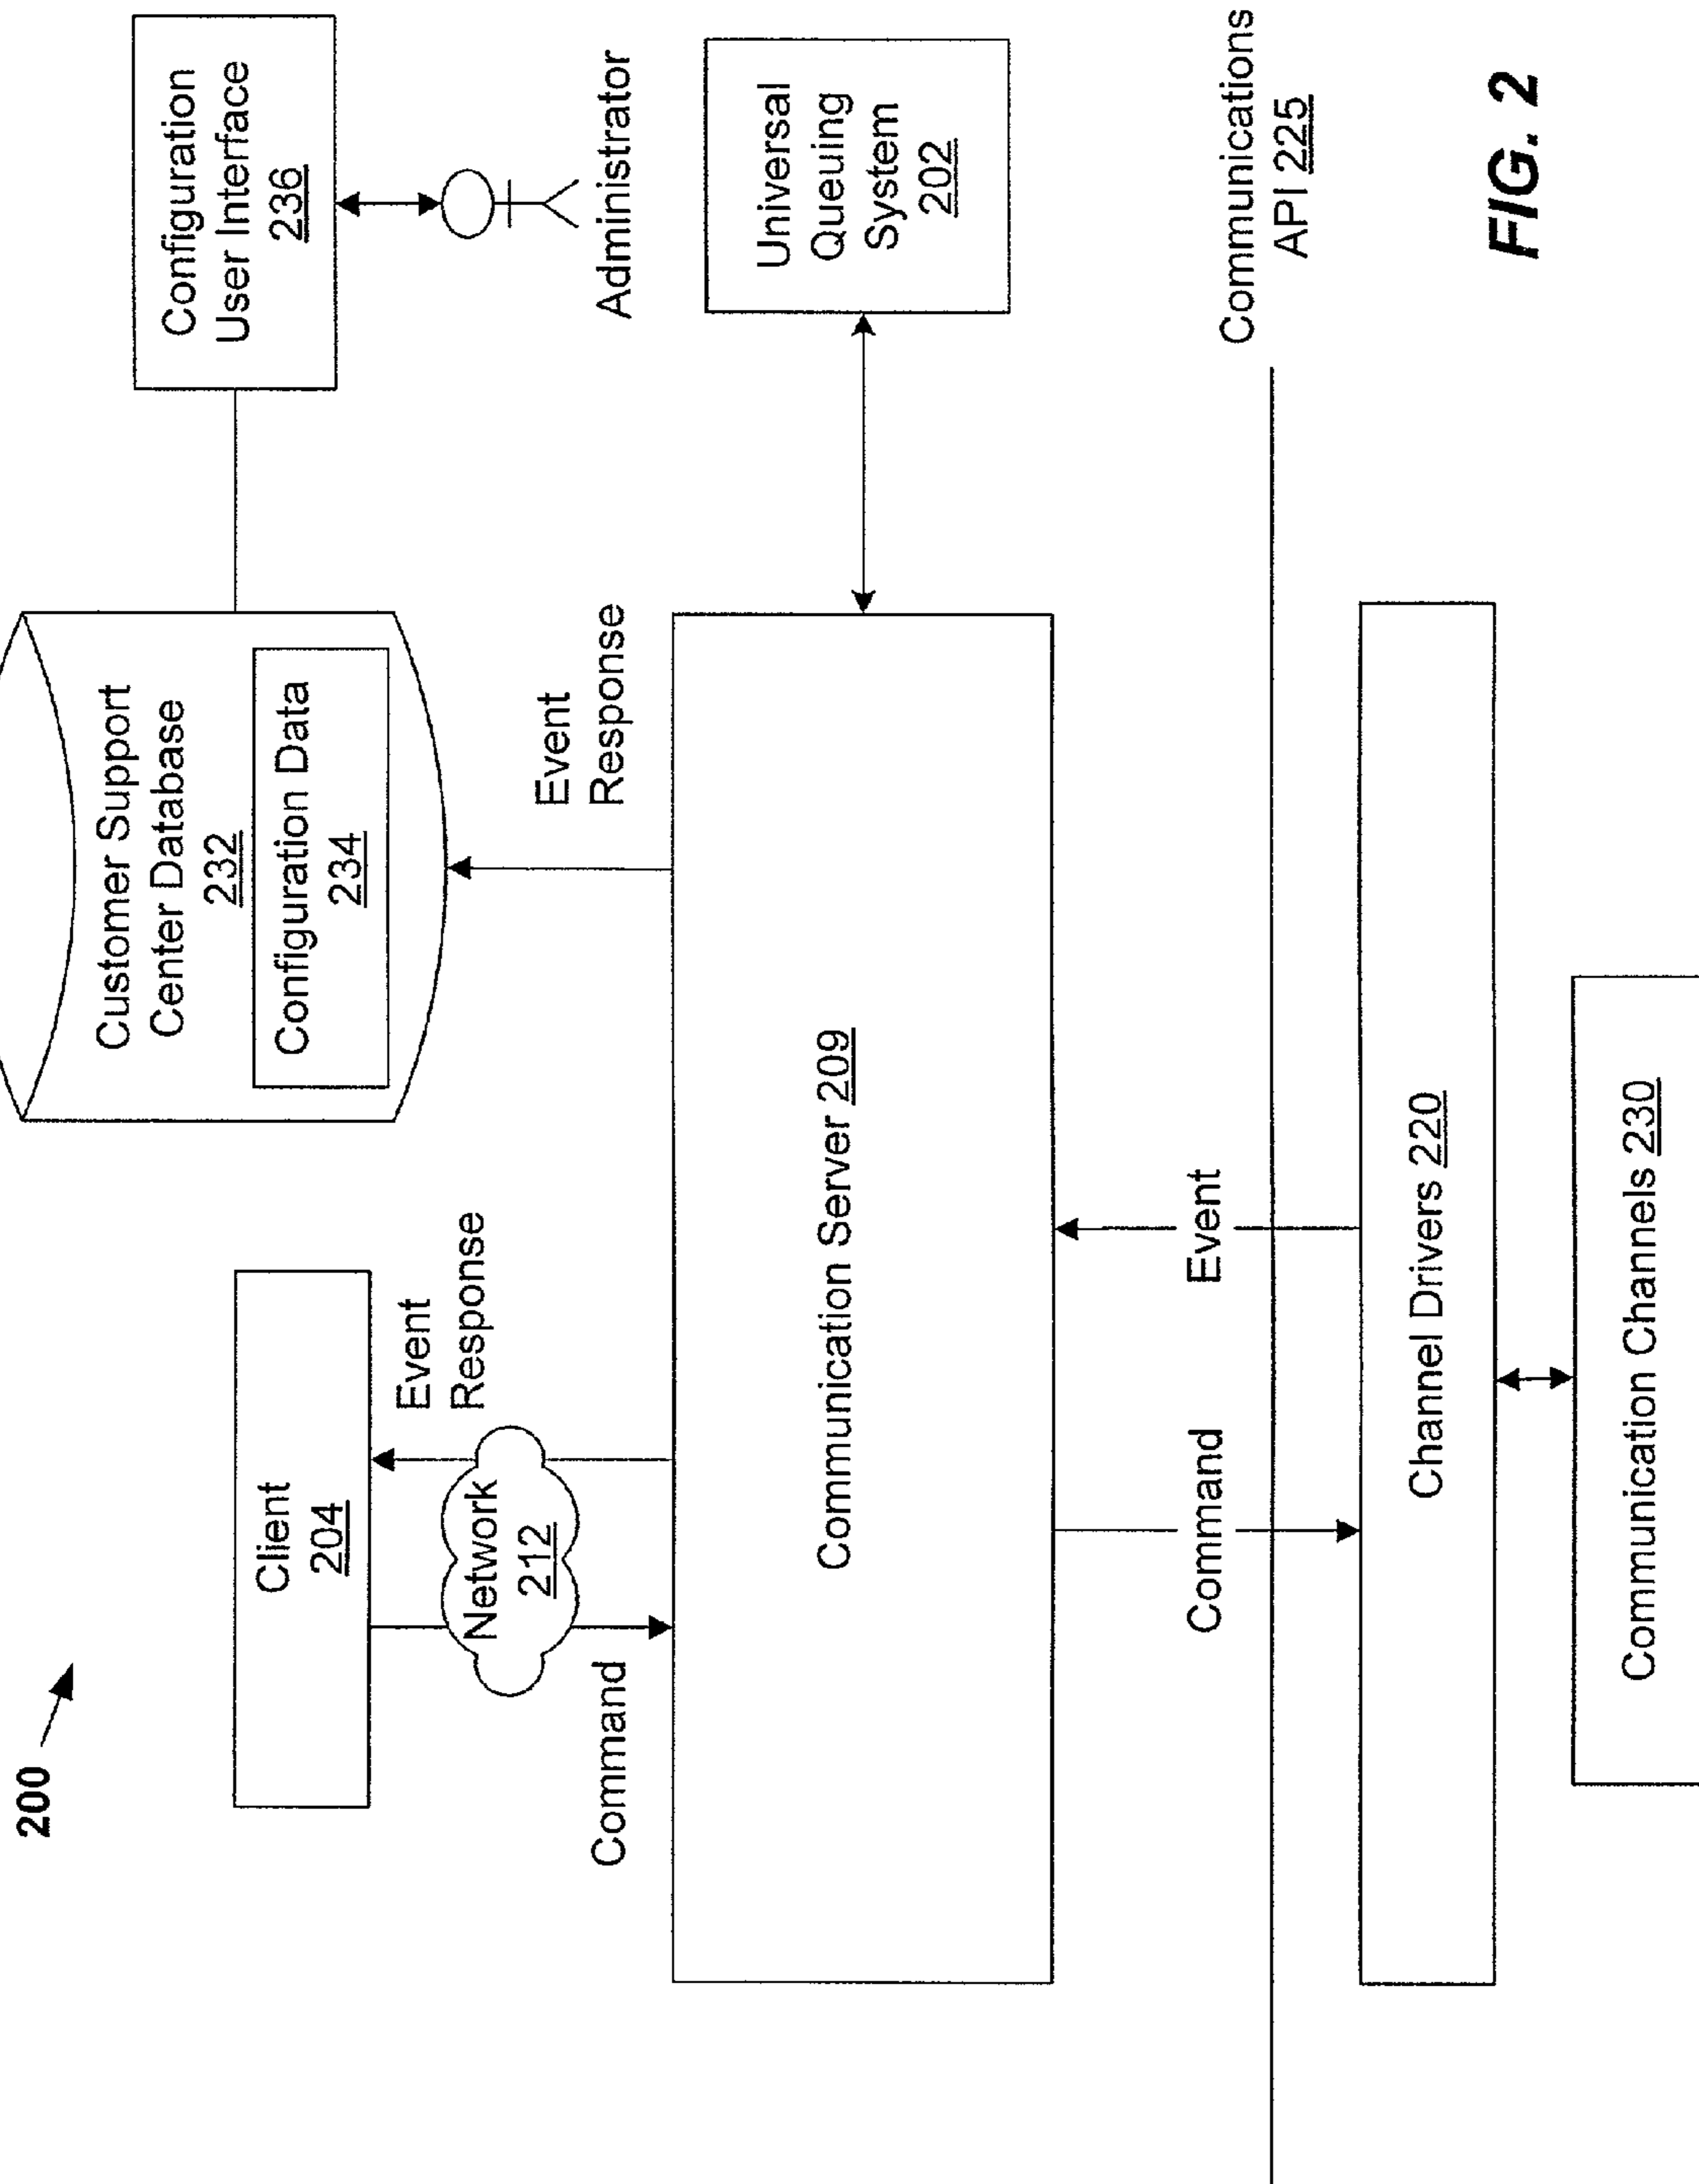 200
Client
204
Network
212
Command
Event
Response
Customer Support
Center Database
232
Configuration Data
234
Configuration
User Interface
236
Administrator
Event
Response
Communication Server 209
Universal
Queuing
System
202
Command
Event
Communications
API 225
Channel Drivers 220
Communication Channels 230
FIG. 2